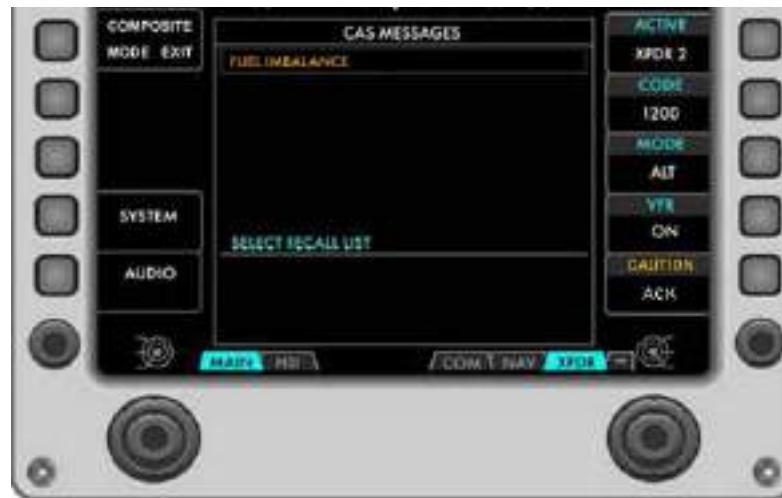 COMPOSITE
MODE EXIT
SYSTEM
AUDIO
CAS MESSAGES
FUEL IMBALANCE
SELECT RECALL LIST
ACTIVE
XPDR 2
CODE
1200
MODE
ALT
VFR
ON
CAUTION
ACK
MAIN HSI
COM NAV XPDR